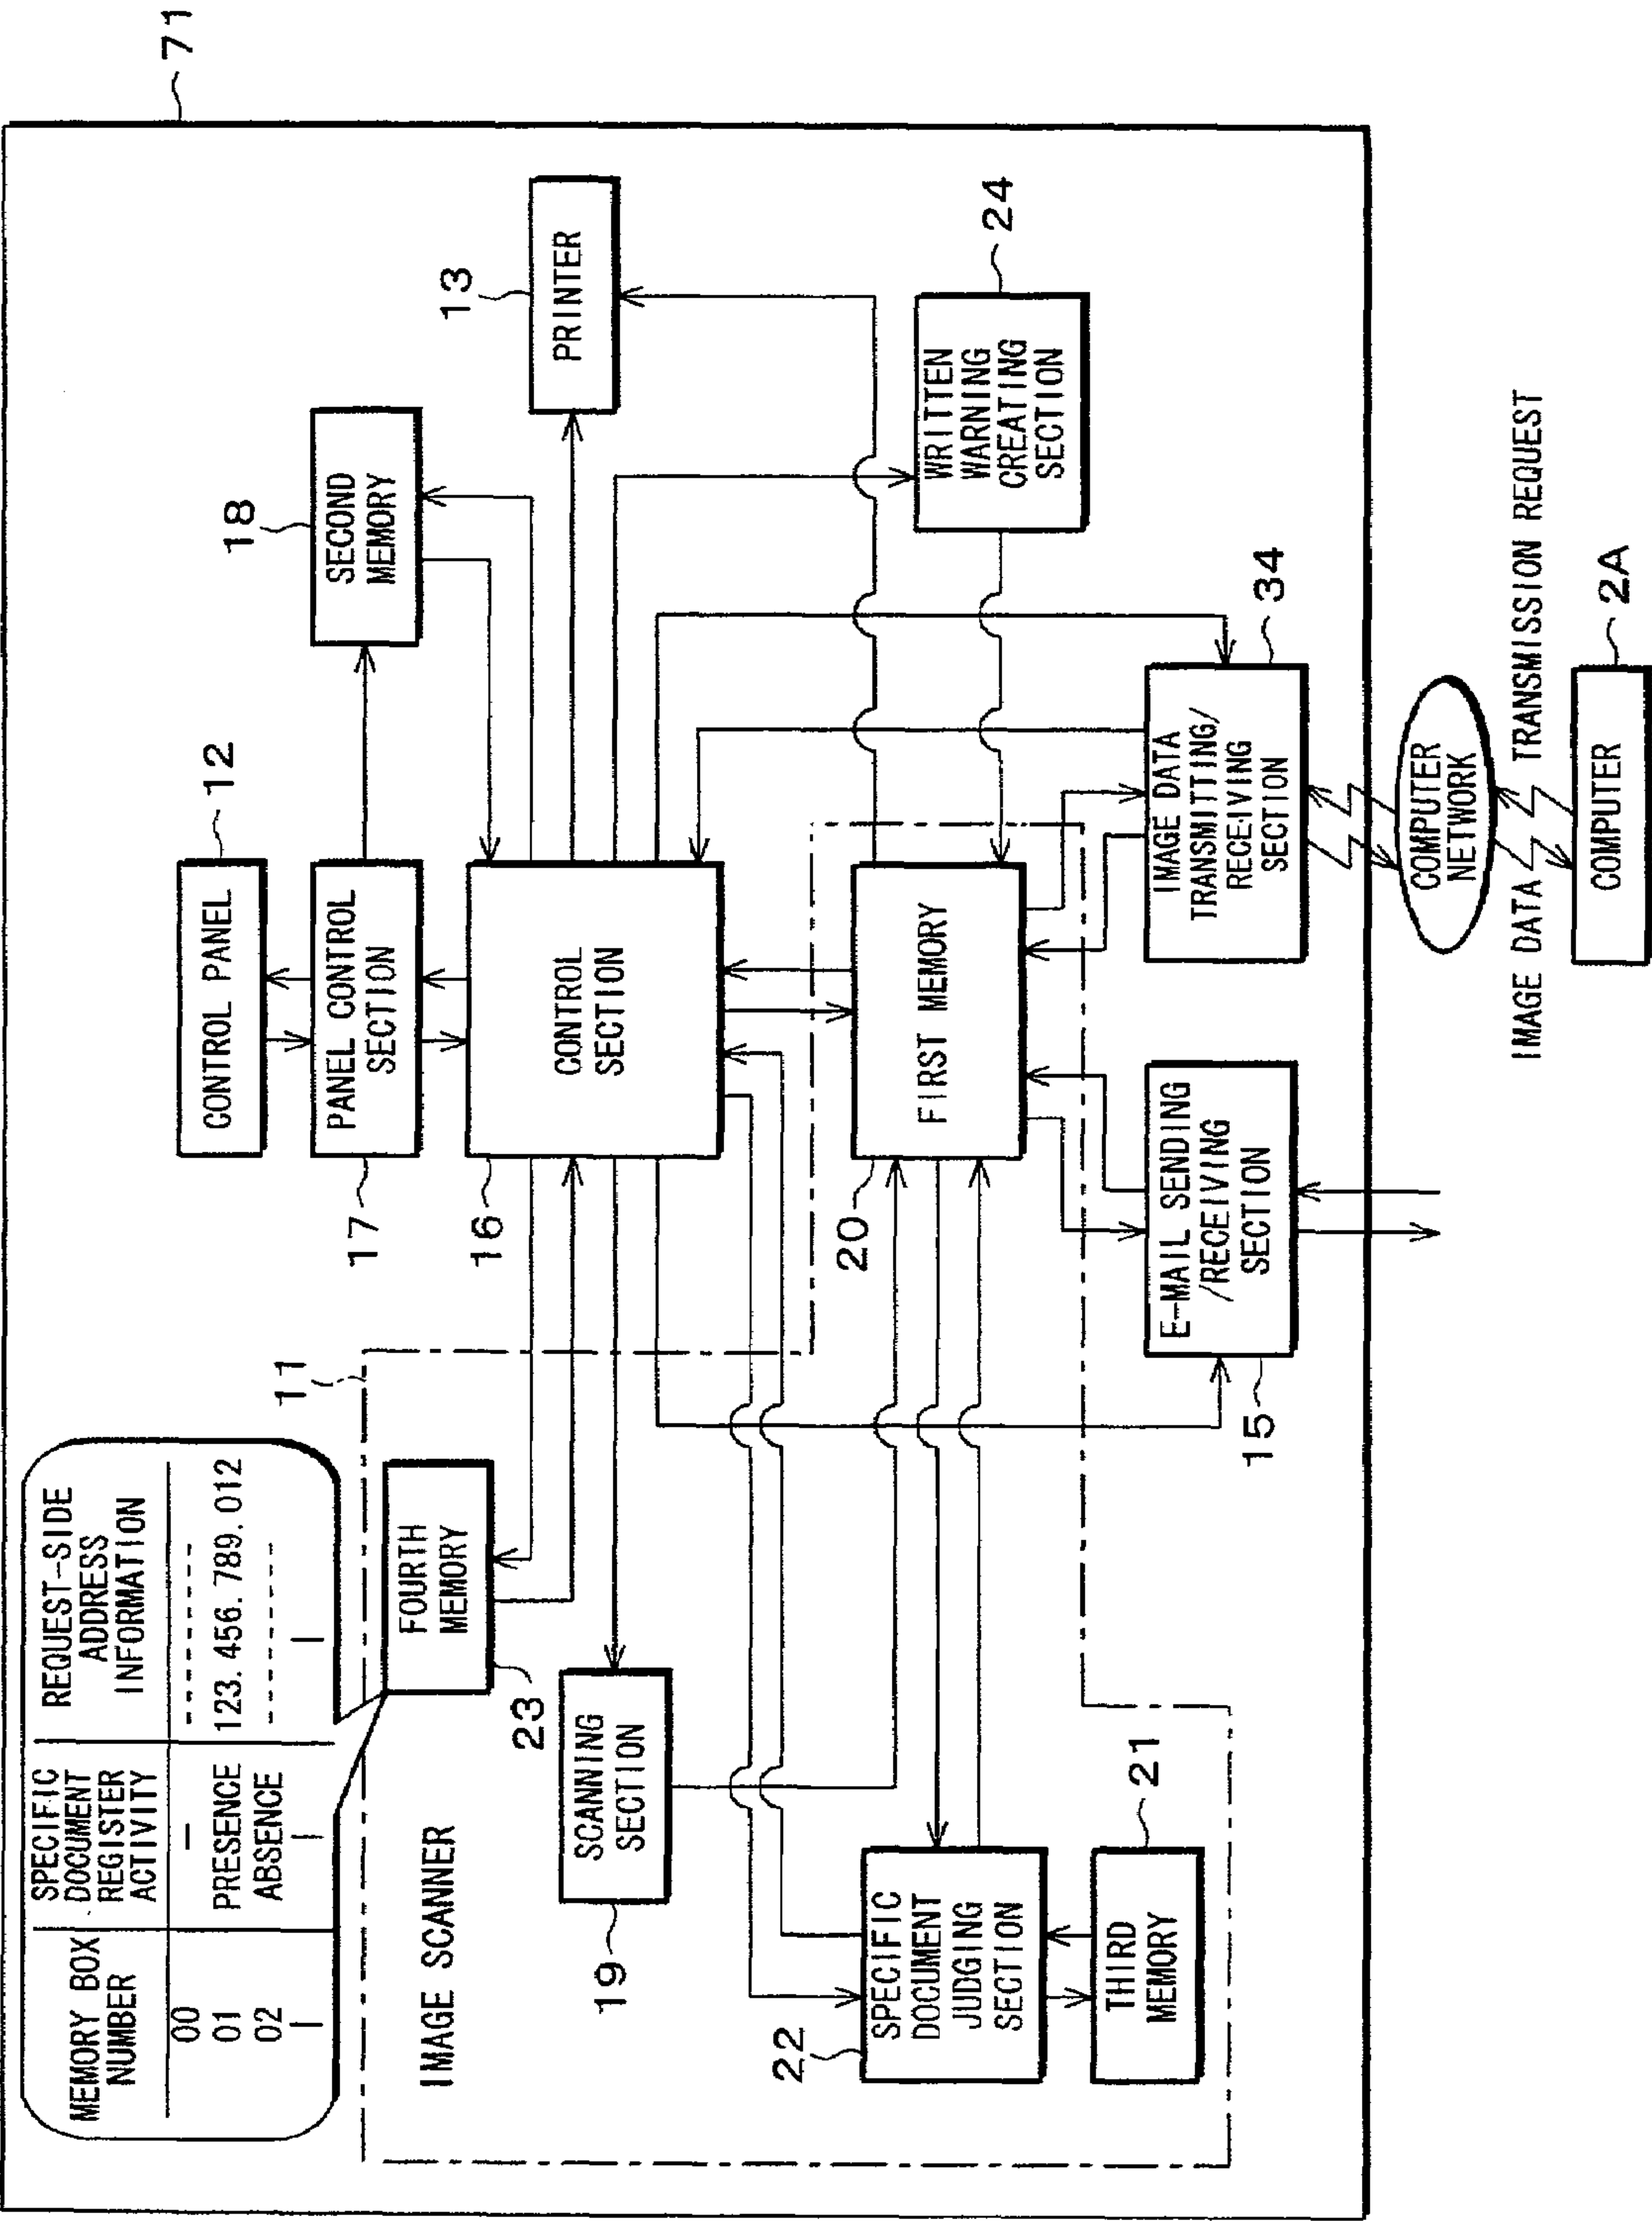 71
MEMORY BOX
NUMBER
SPECIFIC
DOCUMENT
REGISTER
ACTIVITY
REQUEST-SIDE
ADDRESS
INFORMATION
00 — ------
01 PRESENCE 123.456.789.012
02 ABSENCE ------
| | |
11
IMAGE SCANNER
12
CONTROL PANEL
17
PANEL CONTROL
SECTION
18
SECOND
MEMORY
13
PRINTER
16
CONTROL
SECTION
23
FOURTH
MEMORY
19
SCANNING
SECTION
22
SPECIFIC
DOCUMENT
JUDGING
SECTION
21
THIRD
MEMORY
20
FIRST MEMORY
24
WRITTEN
WARNING
CREATING
SECTION
15
E-MAIL SENDING
/RECEIVING
SECTION
34
IMAGE DATA
TRANSMITTING/
RECEIVING
SECTION
COMPUTER
NETWORK
IMAGE DATA
TRANSMISSION REQUEST
2A
COMPUTER